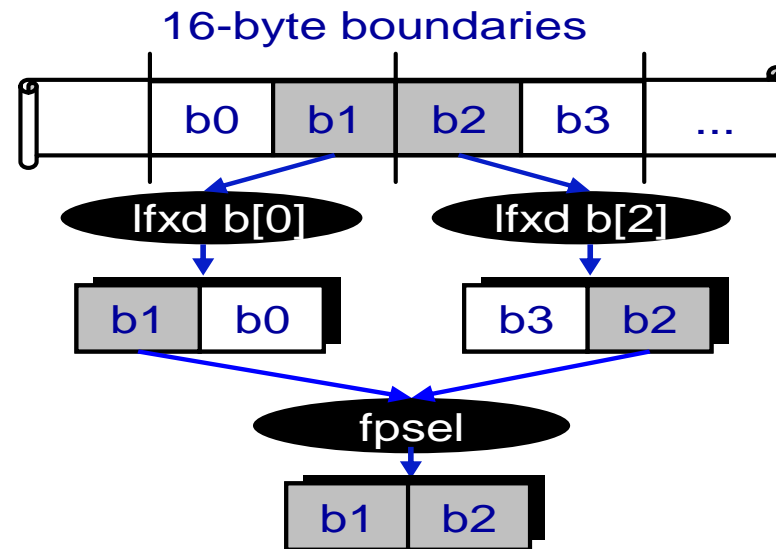 16-byte boundaries
b0 b1 b2 b3 ...
lfxd b[0] lfxd b[2]
b1 b0 b3 b2
fpsel
b1 b2